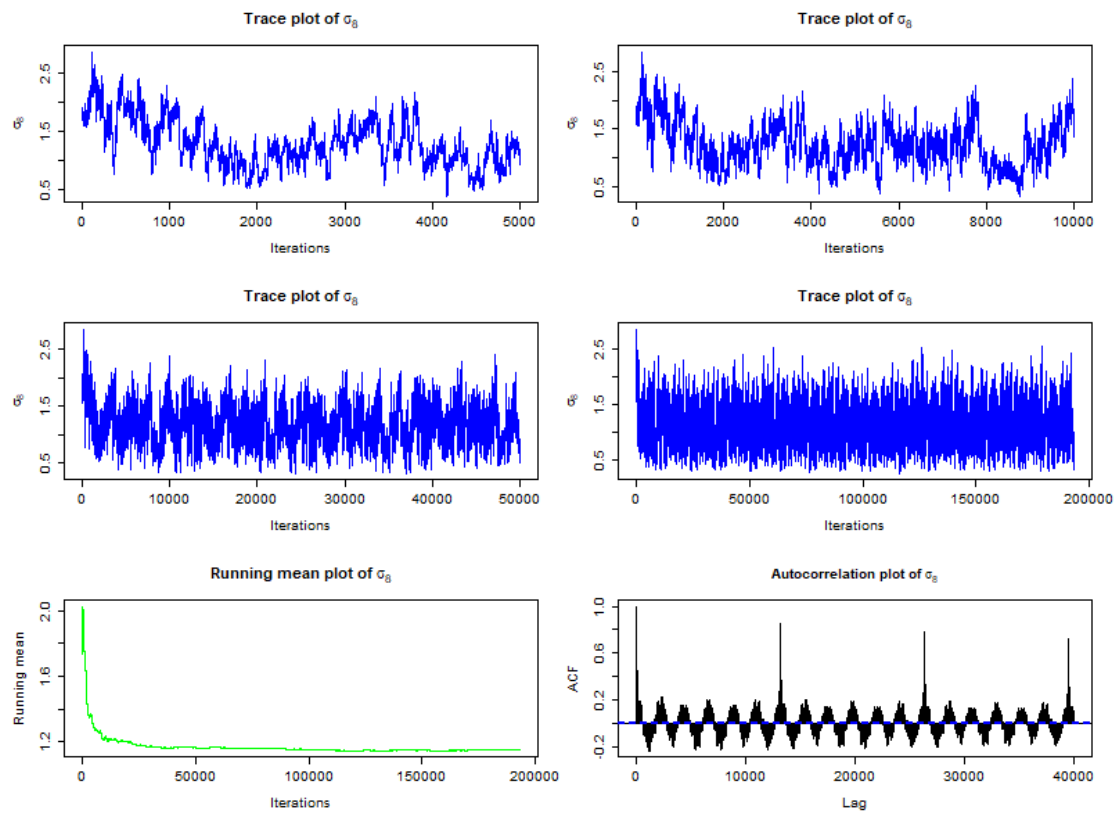 Trace plot of σ₈
σ₈
0.5 1.5 2.5
0 1000 2000 3000 4000 5000
Iterations
Trace plot of σ₈
σ₈
0.5 1.5 2.5
0 2000 4000 6000 8000 10000
Iterations
Trace plot of σ₈
σ₈
0.5 1.5 2.5
0 10000 20000 30000 40000 50000
Iterations
Trace plot of σ₈
σ₈
0.5 1.5 2.5
0 50000 100000 150000 200000
Iterations
Running mean plot of σ₈
Running mean
1.2 1.6 2.0
0 50000 100000 150000 200000
Iterations
Autocorrelation plot of σ₈
ACF
-0.2 0.2 0.6 1.0
0 10000 20000 30000 40000
Lag